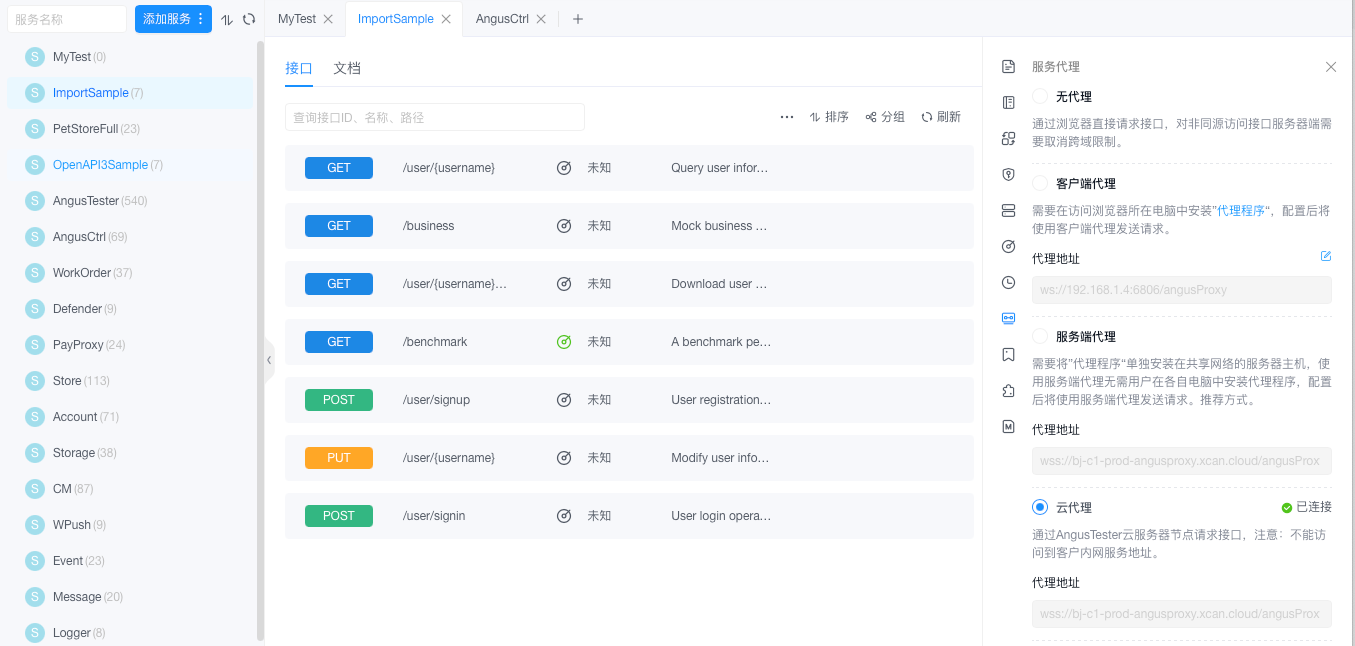 服务名称
添加服务
S MyTest (0)
S ImportSample (7)
S PetStoreFull (23)
S OpenAPI3Sample (7)
S AngusTester (540)
S AngusCtrl (69)
S WorkOrder (37)
S Defender (9)
S PayProxy (24)
S Store (113)
S Account (71)
S Storage (38)
S CM (87)
S WPush (9)
S Event (23)
S Message (20)
S Logger (8)
MyTest ImportSample AngusCtrl
接口 文档
查询接口ID、名称、路径
排序 分组 刷新
GET /user/{username} 未知 Query user infor…
GET /business 未知 Mock business …
GET /user/{username}… 未知 Download user …
GET /benchmark 未知 A benchmark pe…
POST /user/signup 未知 User registration…
PUT /user/{username} 未知 Modify user info…
POST /user/signin 未知 User login opera…
M
服务代理
无代理
通过浏览器直接请求接口，对非同源访问接口服务器端需
要取消跨域限制。
客户端代理
需要在访问浏览器所在电脑中安装”代理程序“，配置后将
使用客户端代理发送请求。
代理地址
ws://192.168.1.4:6806/angusProxy
服务端代理
需要将”代理程序“单独安装在共享网络的服务器主机，使
用服务端代理无需用户在各自电脑中安装代理程序，配置
后将使用服务端代理发送请求。推荐方式。
代理地址
wss://bj-c1-prod-angusproxy.xcan.cloud/angusProx
云代理 已连接
通过AngusTester云服务器节点请求接口，注意：不能访
问到客户内网服务地址。
代理地址
wss://bj-c1-prod-angusproxy.xcan.cloud/angusProx